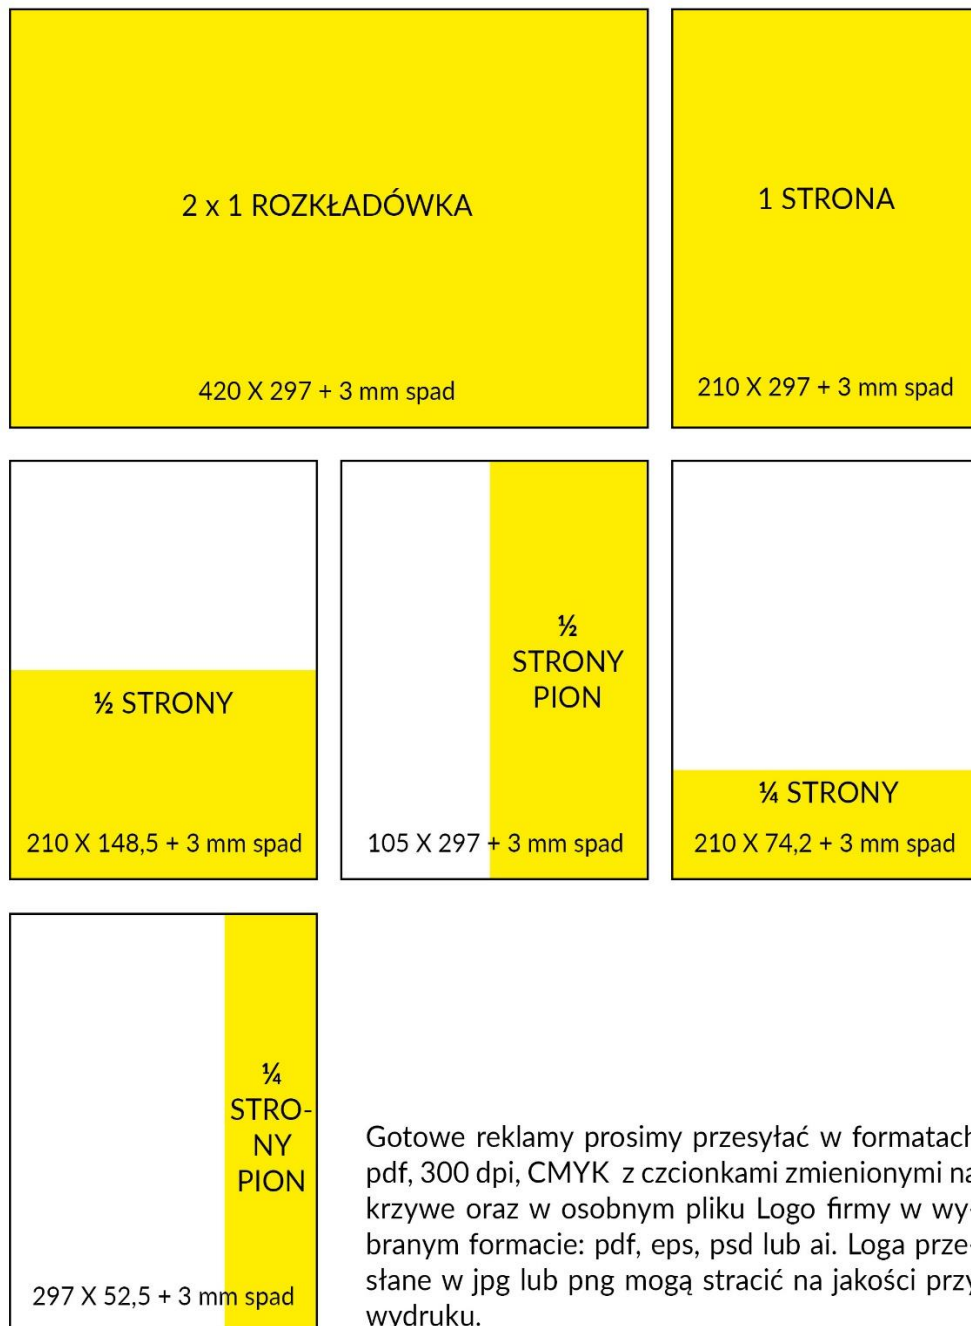 2 x 1 ROZKŁADÓWKA
420 X 297 + 3 mm spad
1 STRONA
210 X 297 + 3 mm spad
½ STRONY
210 X 148,5 + 3 mm spad
½
STRONY
PION
105 X 297 + 3 mm spad
¼ STRONY
210 X 74,2 + 3 mm spad
¼
STRO-
NY
PION
297 X 52,5 + 3 mm spad
Gotowe reklamy prosimy przesyłać w formatach
pdf, 300 dpi, CMYK z czcionkami zmienionymi na
krzywe oraz w osobnym pliku Logo firmy w wy-
branym formacie: pdf, eps, psd lub ai. Loga prze-
słane w jpg lub png mogą stracić na jakości przy
wydruku.